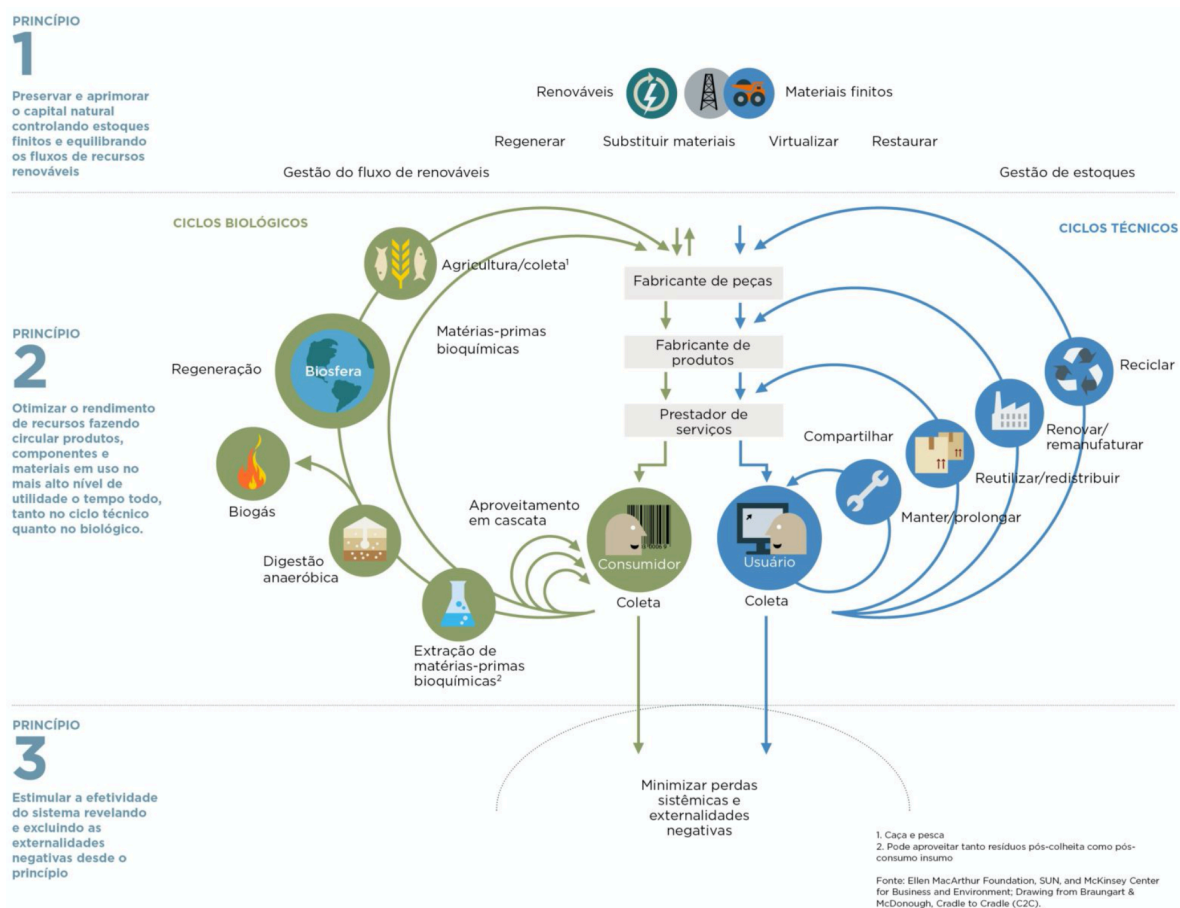 PRINCÍPIO
1
Preservar e aprimorar
o capital natural
controlando estoques
finitos e equilibrando
os fluxos de recursos
renováveis
Renováveis
Materiais finitos
Regenerar
Substituir materiais
Virtualizar
Restaurar
Gestão do fluxo de renováveis
Gestão de estoques
CICLOS BIOLÓGICOS
CICLOS TÉCNICOS
PRINCÍPIO
2
Otimizar o rendimento
de recursos fazendo
circular produtos,
componentes e
materiais em uso no
mais alto nível de
utilidade o tempo todo,
tanto no ciclo técnico
quanto no biológico.
Agricultura/coleta¹
Matérias-primas
bioquímicas
Regeneração
Biosfera
Biogás
Digestão
anaeróbica
Extração de
matérias-primas
bioquímicas²
Aproveitamento
em cascata
Fabricante de peças
Fabricante de
produtos
Prestador de
serviços
Consumidor
Coleta
Usuário
Coleta
Compartilhar
Manter/prolongar
Reutilizar/redistribuir
Renovar/
remanufaturar
Reciclar
PRINCÍPIO
3
Estimular a efetividade
do sistema revelando
e excluindo as
externalidades
negativas desde o
princípio
Minimizar perdas
sistêmicas e
externalidades
negativas
1. Caça e pesca
2. Pode aproveitar tanto resíduos pós-colheita como pós-
consumo insumo
Fonte: Ellen MacArthur Foundation, SUN, and McKinsey Center
for Business and Environment; Drawing from Braungart &
McDonough, Cradle to Cradle (C2C).